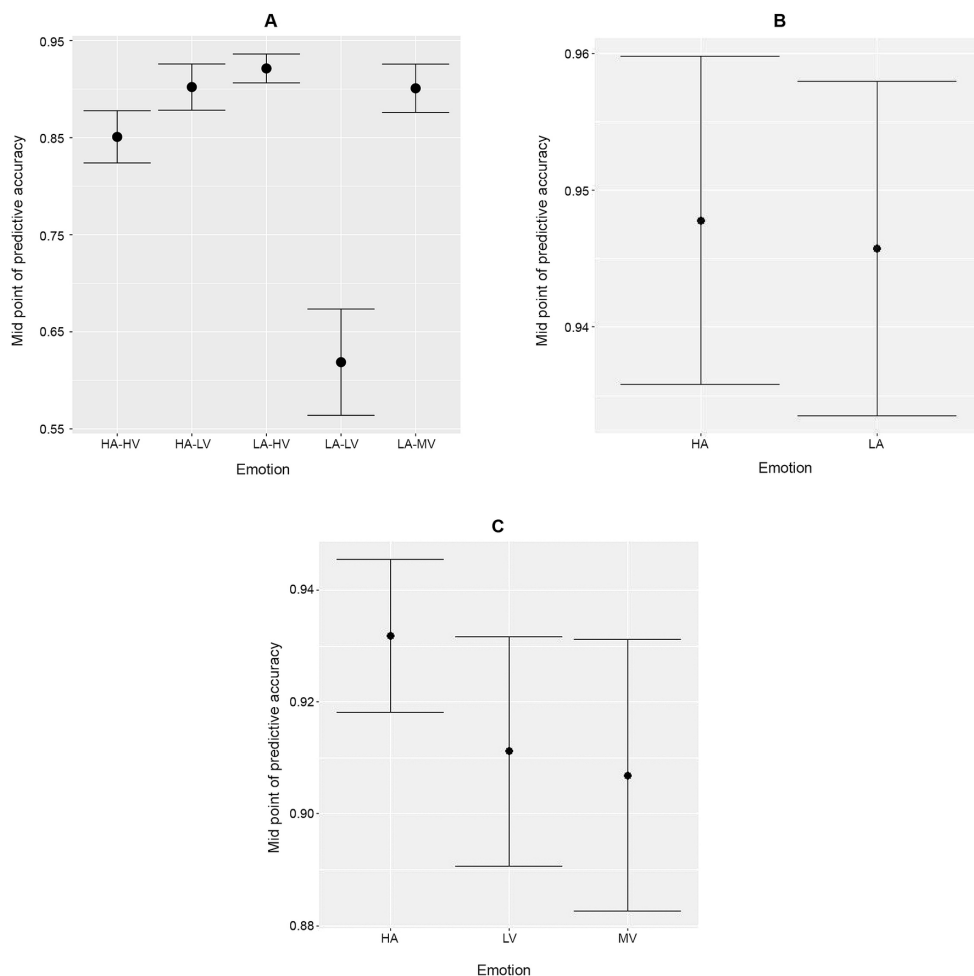 A
Mid point of predictive accuracy
0.95
0.85
0.75
0.65
0.55
HA-HV HA-LV LA-HV LA-LV LA-MV
Emotion
B
Mid point of predictive accuracy
0.96
0.95
0.94
HA LA
Emotion
C
Mid point of predictive accuracy
0.94
0.92
0.90
0.88
HA LV MV
Emotion